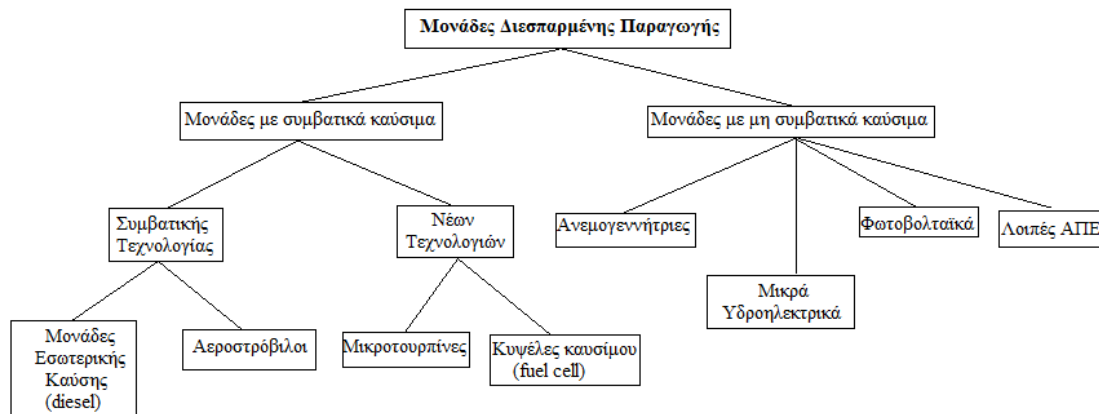 Μονάδες Διεσπαρμένης Παραγωγής
Μονάδες με συμβατικά καύσιμα
Μονάδες με μη συμβατικά καύσιμα
Συμβατικής
Τεχνολογίας
Νέων
Τεχνολογιών
Ανεμογεννήτριες
Φωτοβολταϊκά
Λοιπές ΑΠΕ
Μικρά
Υδροηλεκτρικά
Μονάδες
Εσωτερικής
Καύσης
(diesel)
Αεροστρόβιλοι
Μικροτουρπίνες
Κυψέλες καυσίμου
(fuel cell)